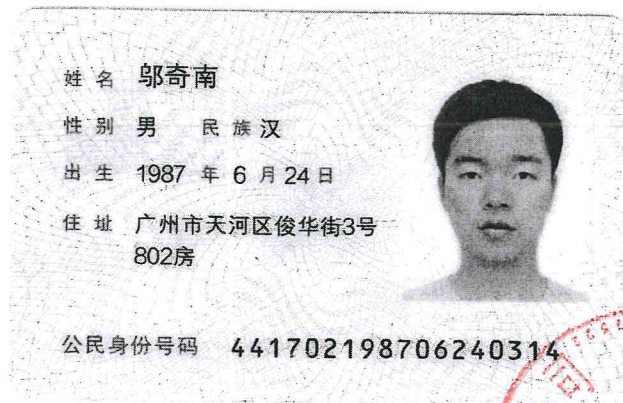 姓名 邬奇南
性别 男 民族 汉
出生 1987 年 6 月 24 日
住址 广州市天河区俊华街3号
802房
公民身份号码 441702198706240314